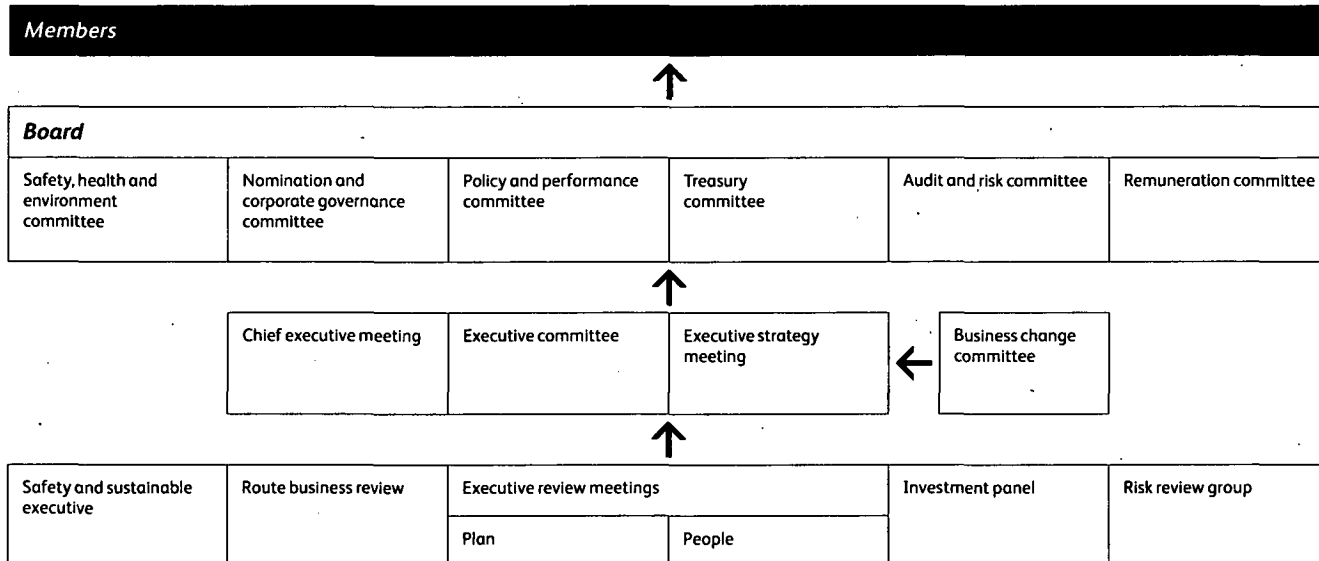 Members
Board
Safety, health and
environment
committee
Nomination and
corporate governance
committee
Policy and performance
committee
Treasury
committee
Audit and risk committee
Remuneration committee
Chief executive meeting
Executive committee
Executive strategy
meeting
Business change
committee
Safety and sustainable
executive
Route business review
Executive review meetings
Plan
People
Investment panel
Risk review group